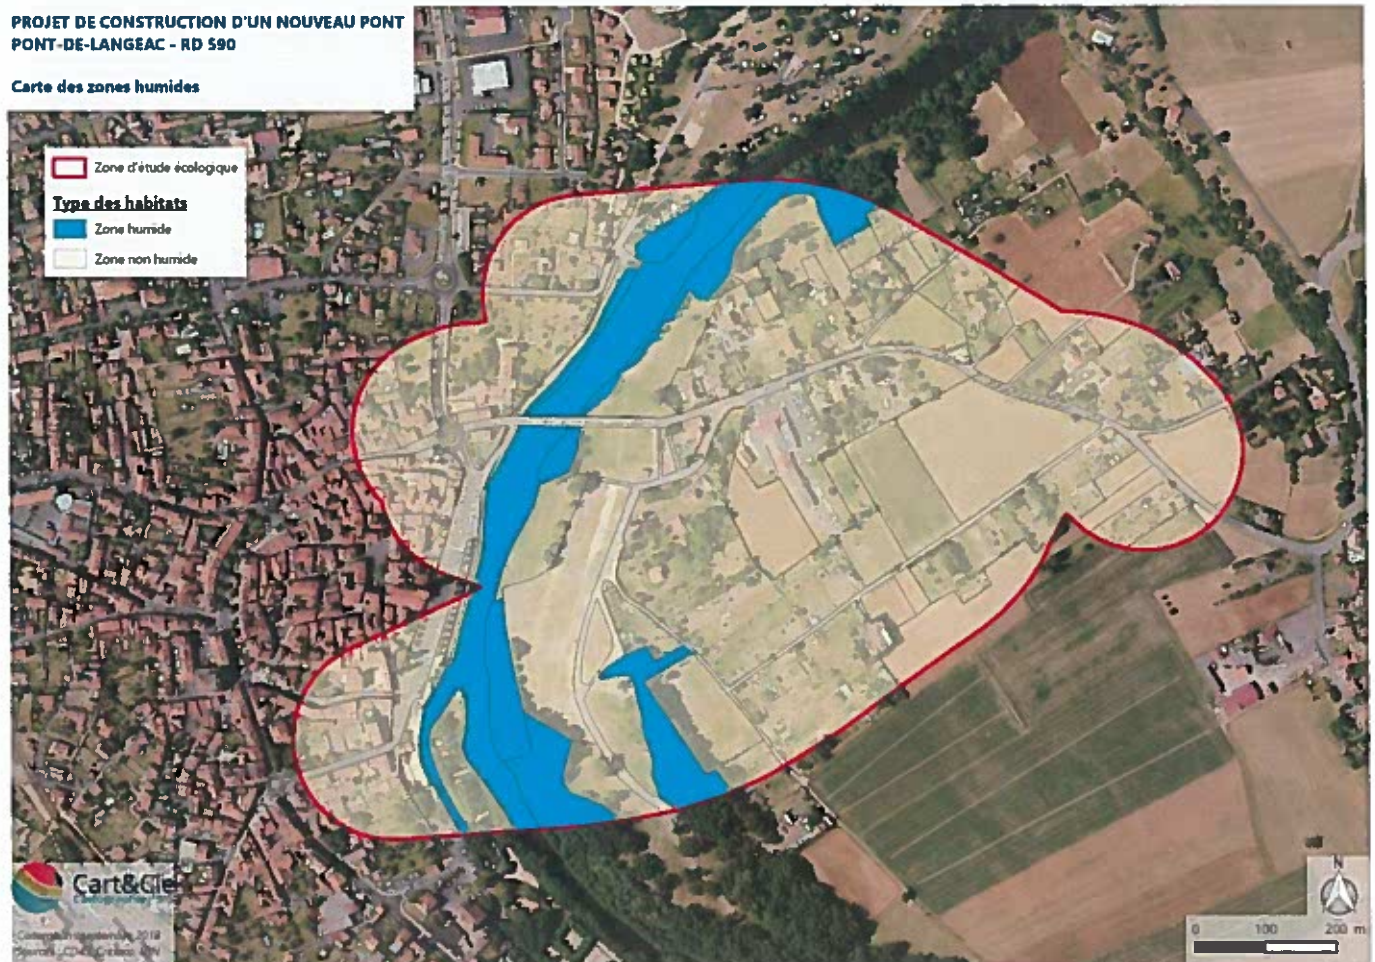 PROJET DE CONSTRUCTION D'UN NOUVEAU PONT
PONT-DE-LANGEAC - RD 590
Carte des zones humides
Zone d'étude écologique
Type des habitats
Zone humide
Zone non humide
Cart&Cie
2018
N
0 100 200 m